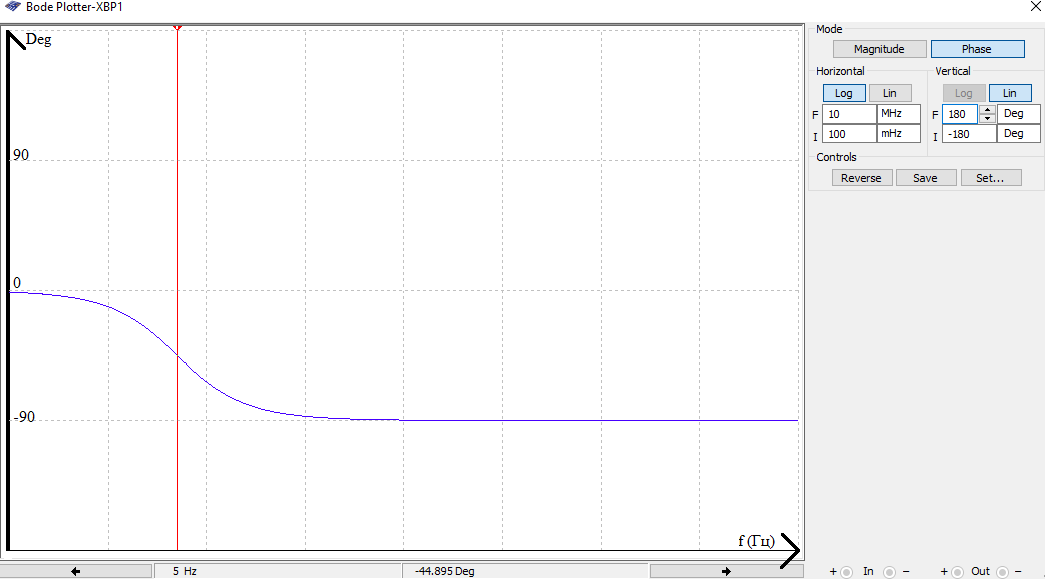 Bode Plotter-XBP1
Deg
90
0
-90
f (Гц)
5 Hz
-44.895 Deg
Mode
Magnitude
Phase
Horizontal
Vertical
Log
Lin
Log
Lin
F
10
MHz
F
180
Deg
I
100
mHz
I
-180
Deg
Controls
Reverse
Save
Set...
+
In
−
+
Out
−